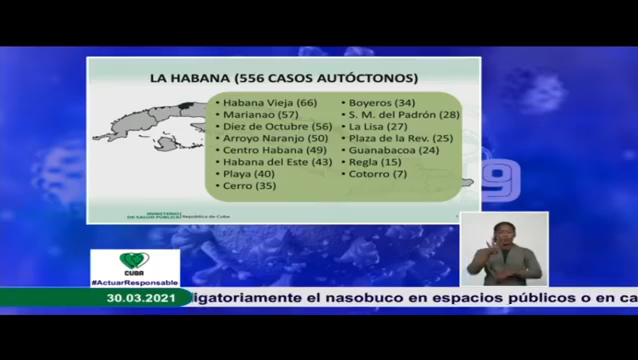 LA HABANA (556 CASOS AUTÓCTONOS)
• Habana Vieja (66)
• Marianao (57)
• Diez de Octubre (56)
• Arroyo Naranjo (50)
• Centro Habana (49)
• Habana del Este (43)
• Playa (40)
• Cerro (35)
• Boyeros (34)
• S. M. del Padrón (28)
• La Lisa (27)
• Plaza de la Rev. (25)
• Guanabacoa (24)
• Regla (15)
• Cotorro (7)
9
MINISTERIO
DE SALUD PÚBLICA
República de Cuba
CUBA
#ActuarResponsable
30.03.2021
igatoriamente el nasobuco en espacios públicos o en ca